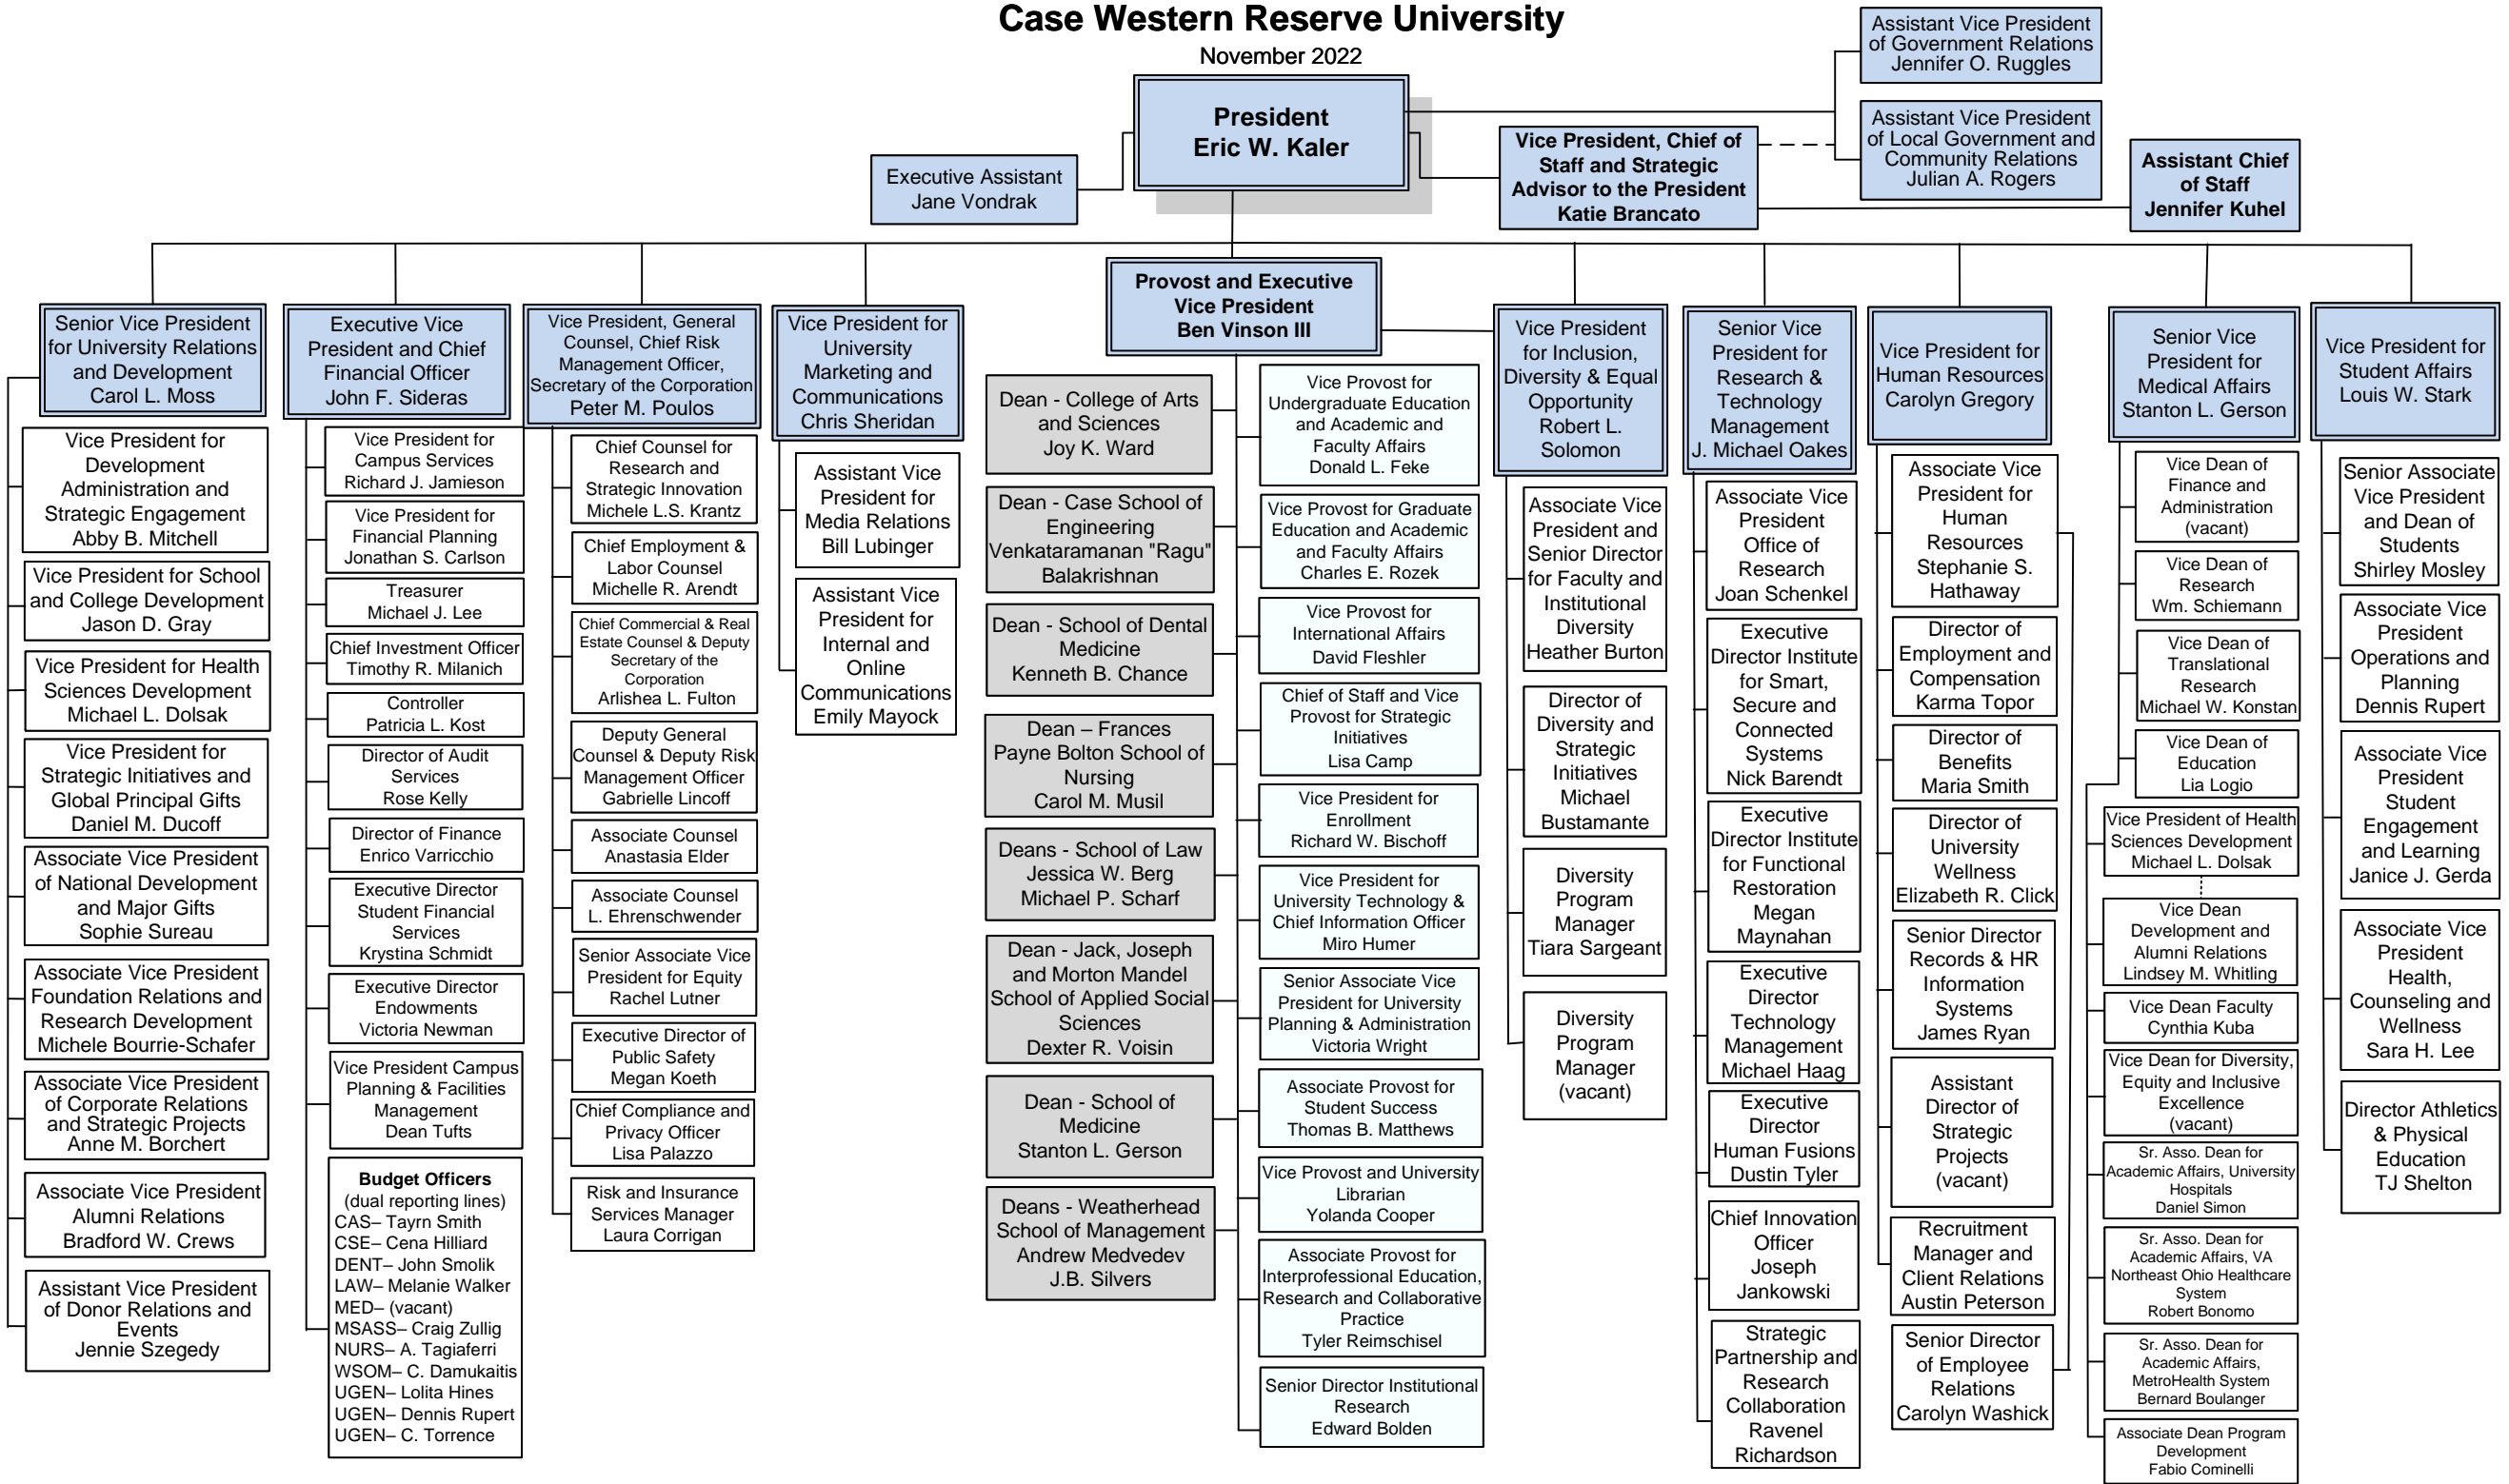 Case Western Reserve University
November 2022
President
Eric W. Kaler
Executive Assistant
Jane Vondrak
Vice President, Chief of
Staff and Strategic
Advisor to the President
Katie Brancato
Assistant Vice President
of Government Relations
Jennifer O. Ruggles
Assistant Vice President
of Local Government and
Community Relations
Julian A. Rogers
Assistant Chief
of Staff
Jennifer Kuhel
Senior Vice President
for University Relations
and Development
Carol L. Moss
Vice President for
Development
Administration and
Strategic Engagement
Abby B. Mitchell
Vice President for School
and College Development
Jason D. Gray
Vice President for Health
Sciences Development
Michael L. Dolsak
Vice President for
Strategic Initiatives and
Global Principal Gifts
Daniel M. Ducoff
Associate Vice President
of National Development
and Major Gifts
Sophie Sureau
Associate Vice President
Foundation Relations and
Research Development
Michele Bourrie-Schafer
Associate Vice President
of Corporate Relations
and Strategic Projects
Anne M. Borchert
Associate Vice President
Alumni Relations
Bradford W. Crews
Assistant Vice President
of Donor Relations and
Events
Jennie Szegedy
Executive Vice
President and Chief
Financial Officer
John F. Sideras
Vice President for
Campus Services
Richard J. Jamieson
Vice President for
Financial Planning
Jonathan S. Carlson
Treasurer
Michael J. Lee
Chief Investment Officer
Timothy R. Milanich
Controller
Patricia L. Kost
Director of Audit
Services
Rose Kelly
Director of Finance
Enrico Varricchio
Executive Director
Student Financial
Services
Krystina Schmidt
Executive Director
Endowments
Victoria Newman
Vice President Campus
Planning & Facilities
Management
Dean Tufts
Budget Officers
(dual reporting lines)
CAS– Tayrn Smith
CSE– Cena Hilliard
DENT– John Smolik
LAW– Melanie Walker
MED– (vacant)
MSASS– Craig Zullig
NURS– A. Tagiaferri
WSOM– C. Damukaitis
UGEN– Lolita Hines
UGEN– Dennis Rupert
UGEN– C. Torrence
Vice President, General
Counsel, Chief Risk
Management Officer,
Secretary of the Corporation
Peter M. Poulos
Chief Counsel for
Research and
Strategic Innovation
Michele L.S. Krantz
Chief Employment &
Labor Counsel
Michelle R. Arendt
Chief Commercial & Real
Estate Counsel & Deputy
Secretary of the
Corporation
Arlishea L. Fulton
Deputy General
Counsel & Deputy Risk
Management Officer
Gabrielle Lincoff
Associate Counsel
Anastasia Elder
Associate Counsel
L. Ehrenschwender
Senior Associate Vice
President for Equity
Rachel Lutner
Executive Director of
Public Safety
Megan Koeth
Chief Compliance and
Privacy Officer
Lisa Palazzo
Risk and Insurance
Services Manager
Laura Corrigan
Vice President for
University
Marketing and
Communications
Chris Sheridan
Assistant Vice
President for
Media Relations
Bill Lubinger
Assistant Vice
President for
Internal and
Online
Communications
Emily Mayock
Provost and Executive
Vice President
Ben Vinson III
Dean - College of Arts
and Sciences
Joy K. Ward
Dean - Case School of
Engineering
Venkataramanan "Ragu"
Balakrishnan
Dean - School of Dental
Medicine
Kenneth B. Chance
Dean – Frances
Payne Bolton School of
Nursing
Carol M. Musil
Deans - School of Law
Jessica W. Berg
Michael P. Scharf
Dean - Jack, Joseph
and Morton Mandel
School of Applied Social
Sciences
Dexter R. Voisin
Dean - School of
Medicine
Stanton L. Gerson
Deans - Weatherhead
School of Management
Andrew Medvedev
J.B. Silvers
Vice Provost for
Undergraduate Education
and Academic and
Faculty Affairs
Donald L. Feke
Vice Provost for Graduate
Education and Academic
and Faculty Affairs
Charles E. Rozek
Vice Provost for
International Affairs
David Fleshler
Chief of Staff and Vice
Provost for Strategic
Initiatives
Lisa Camp
Vice President for
Enrollment
Richard W. Bischoff
Vice President for
University Technology &
Chief Information Officer
Miro Humer
Senior Associate Vice
President for University
Planning & Administration
Victoria Wright
Associate Provost for
Student Success
Thomas B. Matthews
Vice Provost and University
Librarian
Yolanda Cooper
Associate Provost for
Interprofessional Education,
Research and Collaborative
Practice
Tyler Reimschisel
Senior Director Institutional
Research
Edward Bolden
Vice President
for Inclusion,
Diversity & Equal
Opportunity
Robert L.
Solomon
Associate Vice
President and
Senior Director
for Faculty and
Institutional
Diversity
Heather Burton
Director of
Diversity and
Strategic
Initiatives
Michael
Bustamante
Diversity
Program
Manager
Tiara Sargeant
Diversity
Program
Manager
(vacant)
Senior Vice
President for
Research &
Technology
Management
J. Michael Oakes
Associate Vice
President
Office of
Research
Joan Schenkel
Executive
Director Institute
for Smart,
Secure and
Connected
Systems
Nick Barendt
Executive
Director Institute
for Functional
Restoration
Megan
Maynahan
Executive
Director
Technology
Management
Michael Haag
Executive
Director
Human Fusions
Dustin Tyler
Chief Innovation
Officer
Joseph
Jankowski
Strategic
Partnership and
Research
Collaboration
Ravenel
Richardson
Vice President for
Human Resources
Carolyn Gregory
Associate Vice
President for
Human
Resources
Stephanie S.
Hathaway
Director of
Employment and
Compensation
Karma Topor
Director of
Benefits
Maria Smith
Director of
University
Wellness
Elizabeth R. Click
Senior Director
Records & HR
Information
Systems
James Ryan
Assistant
Director of
Strategic
Projects
(vacant)
Recruitment
Manager and
Client Relations
Austin Peterson
Senior Director
of Employee
Relations
Carolyn Washick
Senior Vice
President for
Medical Affairs
Stanton L. Gerson
Vice Dean of
Finance and
Administration
(vacant)
Vice Dean of
Research
Wm. Schiemann
Vice Dean of
Translational
Research
Michael W. Konstan
Vice Dean of
Education
Lia Logio
Vice President of Health
Sciences Development
Michael L. Dolsak
Vice Dean
Development and
Alumni Relations
Lindsey M. Whitling
Vice Dean Faculty
Cynthia Kuba
Vice Dean for Diversity,
Equity and Inclusive
Excellence
(vacant)
Sr. Asso. Dean for
Academic Affairs, University
Hospitals
Daniel Simon
Sr. Asso. Dean for
Academic Affairs, VA
Northeast Ohio Healthcare
System
Robert Bonomo
Sr. Asso. Dean for
Academic Affairs,
MetroHealth System
Bernard Boulanger
Associate Dean Program
Development
Fabio Cominelli
Vice President for
Student Affairs
Louis W. Stark
Senior Associate
Vice President
and Dean of
Students
Shirley Mosley
Associate Vice
President
Operations and
Planning
Dennis Rupert
Associate Vice
President
Student
Engagement
and Learning
Janice J. Gerda
Associate Vice
President
Health,
Counseling and
Wellness
Sara H. Lee
Director Athletics
& Physical
Education
TJ Shelton